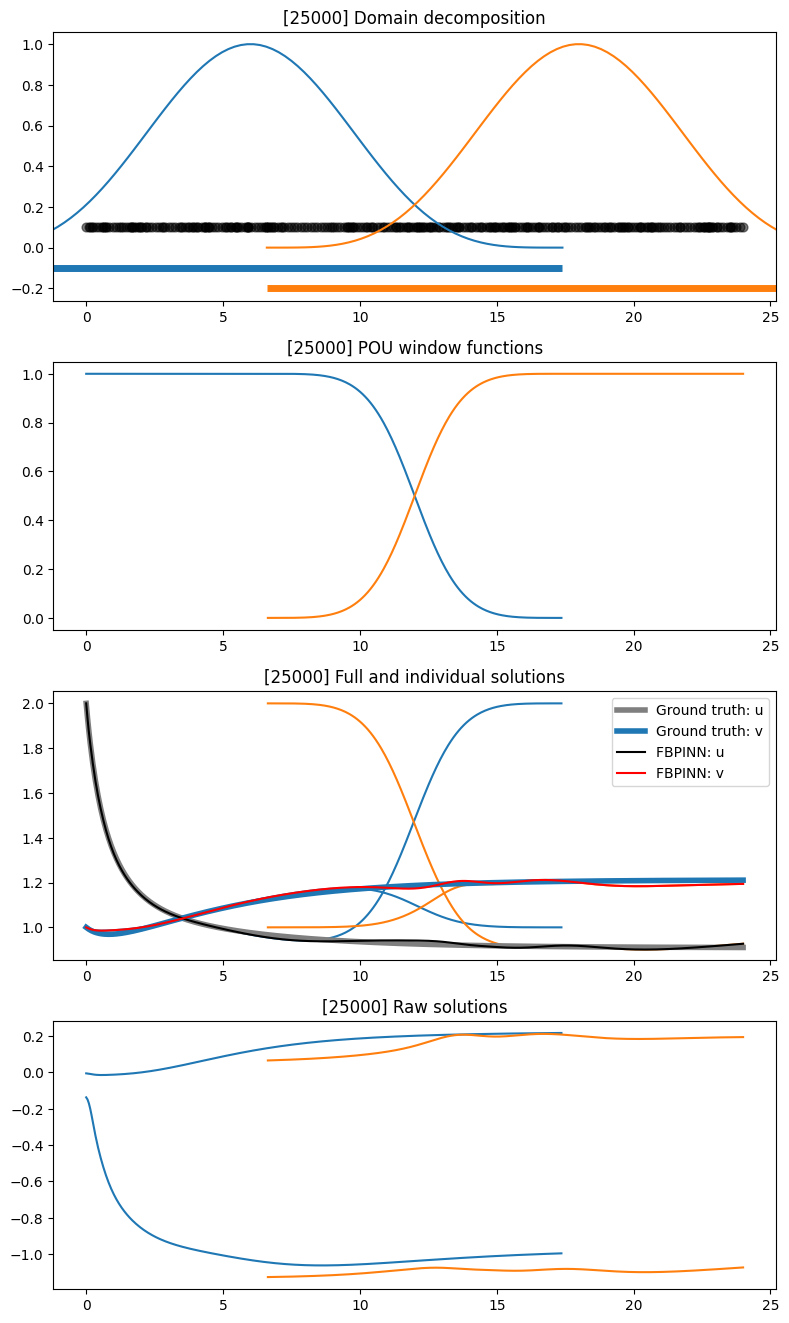 [25000] Domain decomposition
1.0
0.8
0.6
0.4
0.2
0.0
−0.2
0 5 10 15 20 25
[25000] POU window functions
1.0
0.8
0.6
0.4
0.2
0.0
0 5 10 15 20 25
[25000] Full and individual solutions
2.0
1.8
1.6
1.4
1.2
1.0
Ground truth: u
Ground truth: v
FBPINN: u
FBPINN: v
0 5 10 15 20 25
[25000] Raw solutions
0.2
0.0
−0.2
−0.4
−0.6
−0.8
−1.0
0 5 10 15 20 25